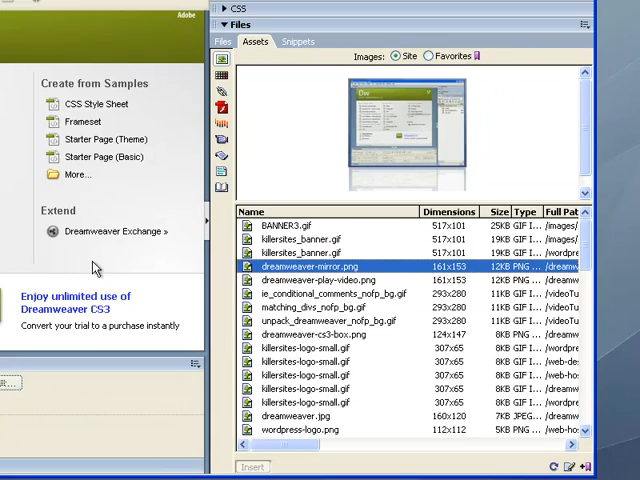 Adobe
CSS
Files
Files Assets Snippets
Images: Site Favorites
Create from Samples
CSS Style Sheet
Frameset
Starter Page (Theme)
Starter Page (Basic)
More...
Extend
Dreamweaver Exchange »
Enjoy unlimited use of
Dreamweaver CS3
Convert your trial to a purchase instantly
Dw
Name Dimensions Size Type Full Pat
BANNER3.gif 517x101 25KB GIF I... /images/
killersites_banner.gif 517x101 19KB GIF I... /wordpre
killersites_banner.gif 517x101 19KB GIF I...
dreamweaver-mirror.png 161x153 12KB PNG ... /dreamw
dreamweaver-play-video.png 161x153 12KB PNG ... /dreamw
ie_conditional_comments_nofp_bg.gif 293x280 11KB GIF I... /videoTu
matching_divs_nofp_bg.gif 293x280 11KB GIF I... /videoTu
unpack_dreamweaver_nofp_bg.gif 293x280 11KB GIF I... /videoTu
dreamweaver-cs3-box.png 124x147 8KB PNG ... /dreamw
killersites-logo-small.gif 307x65 8KB GIF I... /wordpre
killersites-logo-small.gif 307x65 8KB GIF I... /web-des
killersites-logo-small.gif 307x65 8KB GIF I... /web-hos
killersites-logo-small.gif 307x65 8KB GIF I... /dreamw
killersites-logo-small.gif 307x65 8KB GIF I... /wordpre
dreamweaver.jpg 160x120 7KB JPEG... /dreamw
wordpress-logo.png 112x112 7KB PNG ... /web-hos
Insert